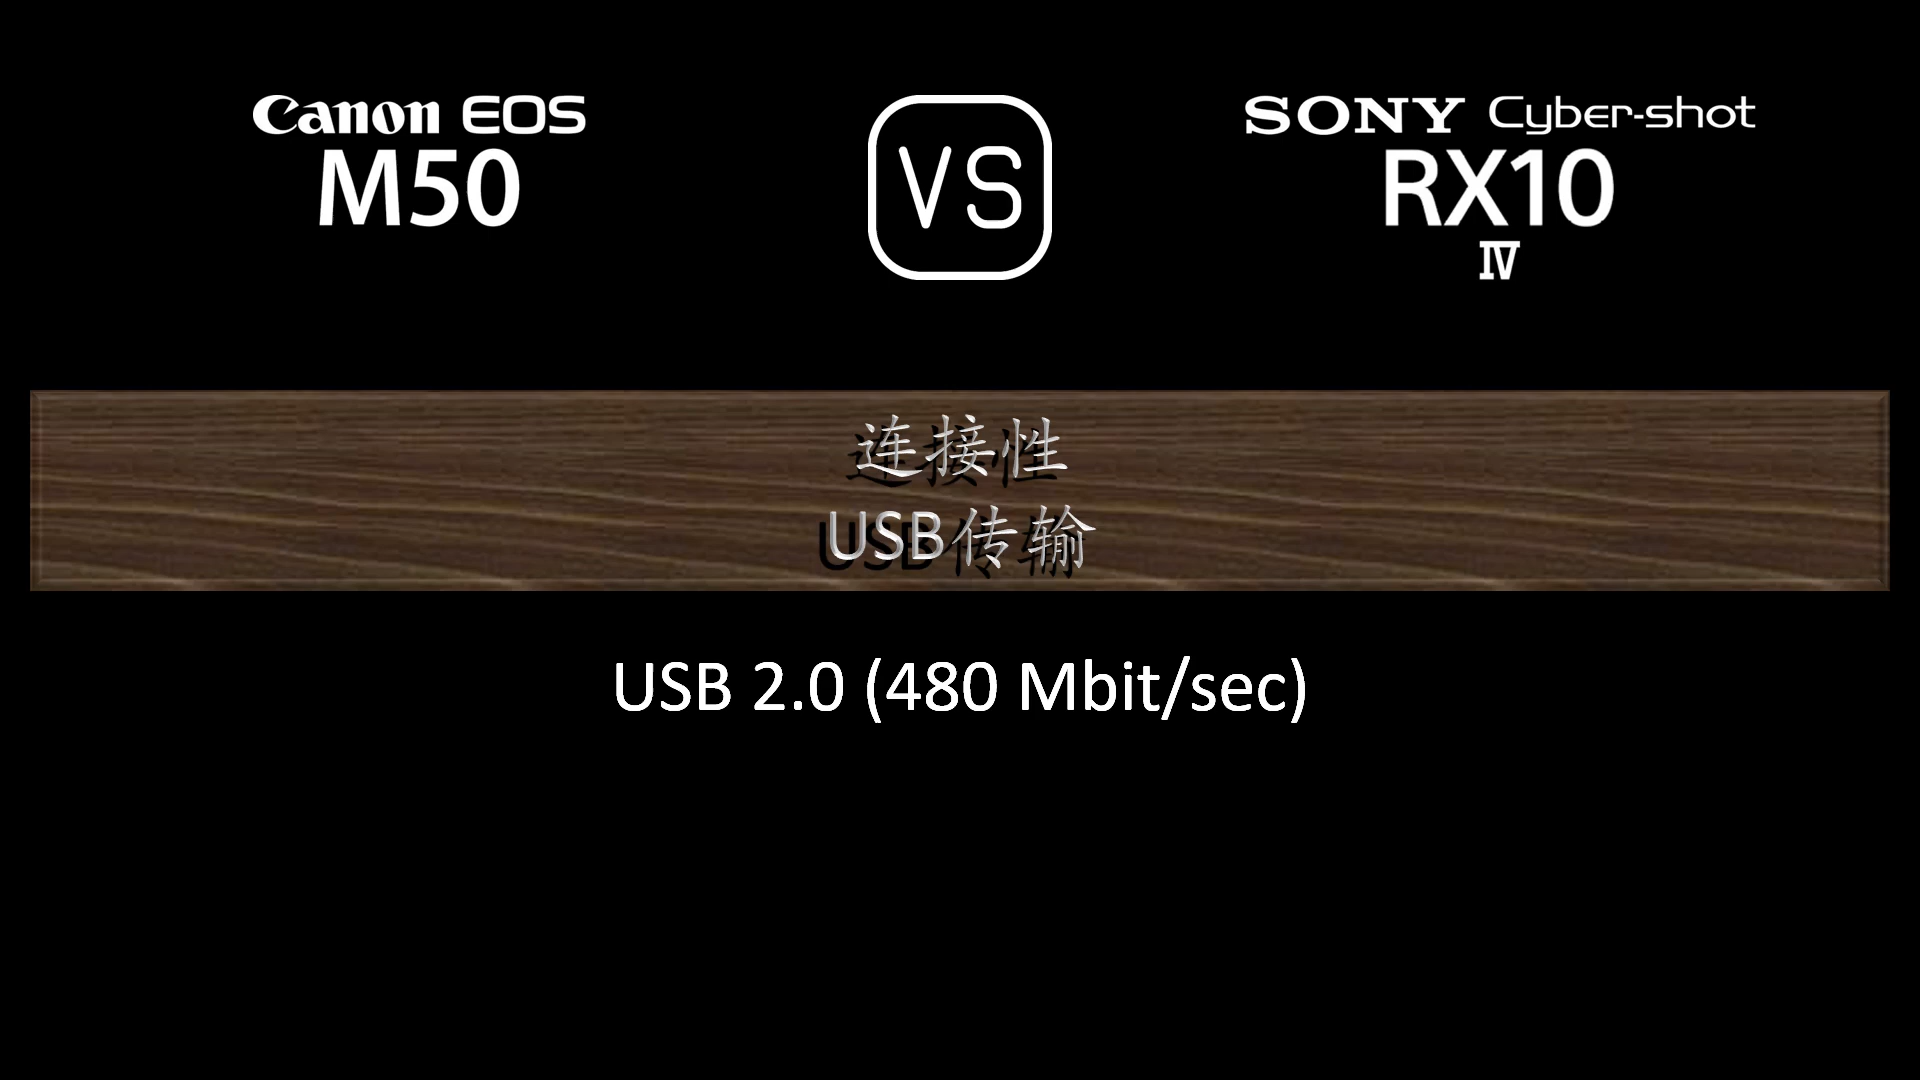 Canon EOS
M50
VS
SONY Cyber-shot
RX10
IV
连接性
USB传输
USB 2.0 (480 Mbit/sec)